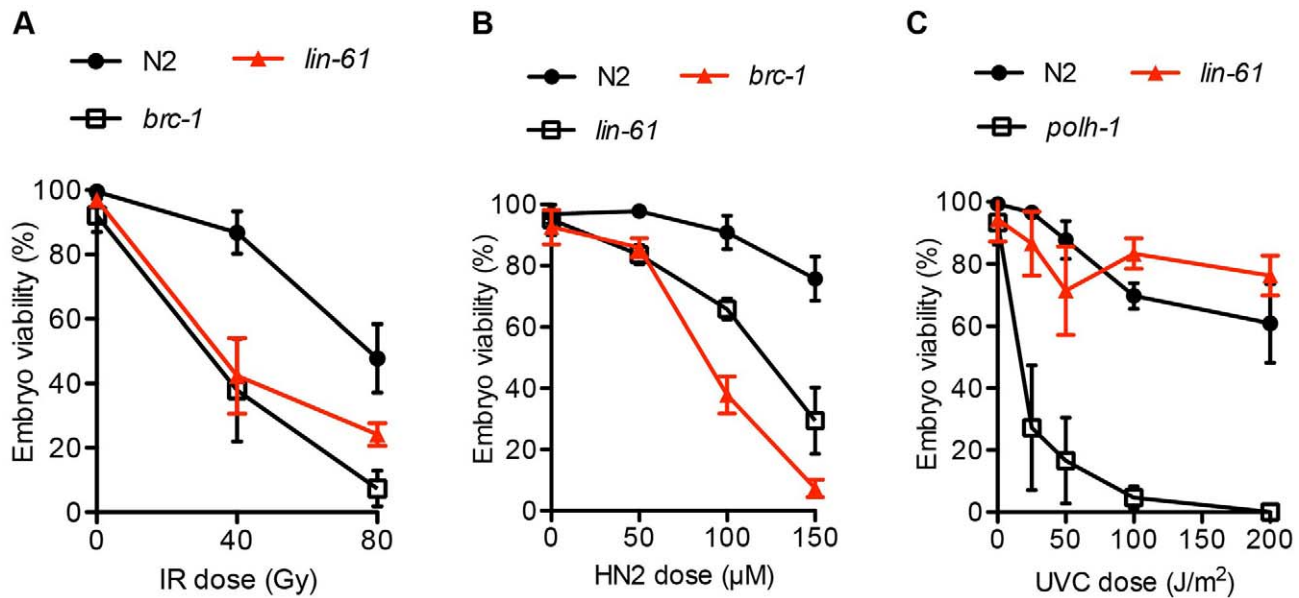 A
N2 lin-61
brc-1
Embryo viability (%)
100
80
60
40
20
0
0 40 80
IR dose (Gy)
B
N2 brc-1
lin-61
Embryo viability (%)
100
80
60
40
20
0
0 50 100 150
HN2 dose (µM)
C
N2 lin-61
polh-1
Embryo viability (%)
100
80
60
40
20
0
0 50 100 150 200
UVC dose (J/m²)